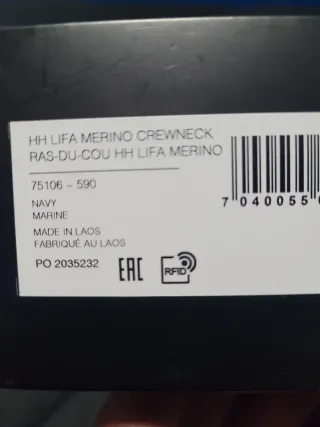 HH LIFA MERINO CREWNECK
RAS-DU-COU HH LIFA MERINO
75106 - 590
NAVY
MARINE
MADE IN LAOS
FABRIQUÉ AU LAOS
PO 2035232
EAC
RFID
7 040055